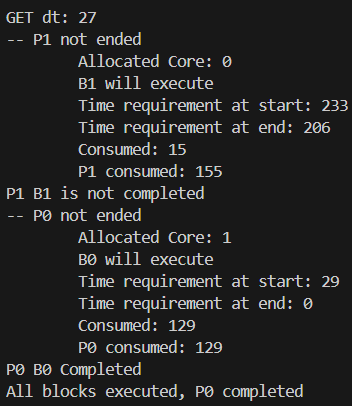 GET dt: 27
-- P1 not ended
Allocated Core: 0
B1 will execute
Time requirement at start: 233
Time requirement at end: 206
Consumed: 15
P1 consumed: 155
P1 B1 is not completed
-- P0 not ended
Allocated Core: 1
B0 will execute
Time requirement at start: 29
Time requirement at end: 0
Consumed: 129
P0 consumed: 129
P0 B0 Completed
All blocks executed, P0 completed